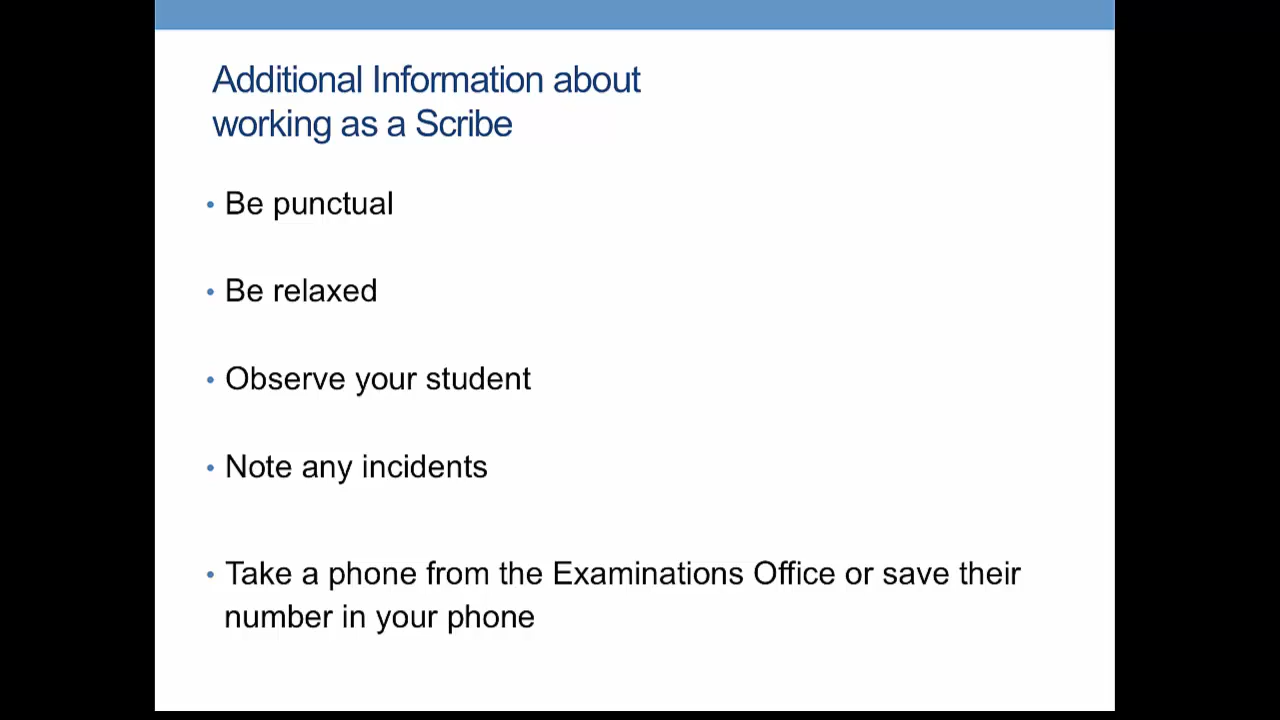 Additional Information about
working as a Scribe
• Be punctual
• Be relaxed
• Observe your student
• Note any incidents
• Take a phone from the Examinations Office or save their
number in your phone